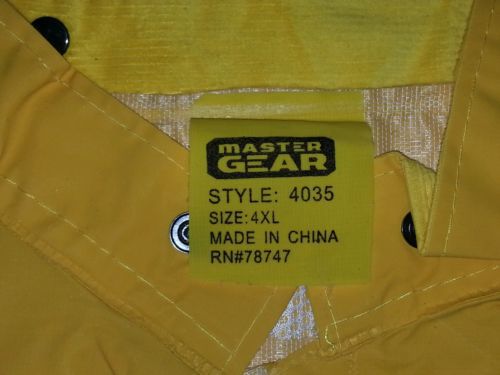 MASTER
GEAR
STYLE: 4035
SIZE:4XL
MADE IN CHINA
RN#78747